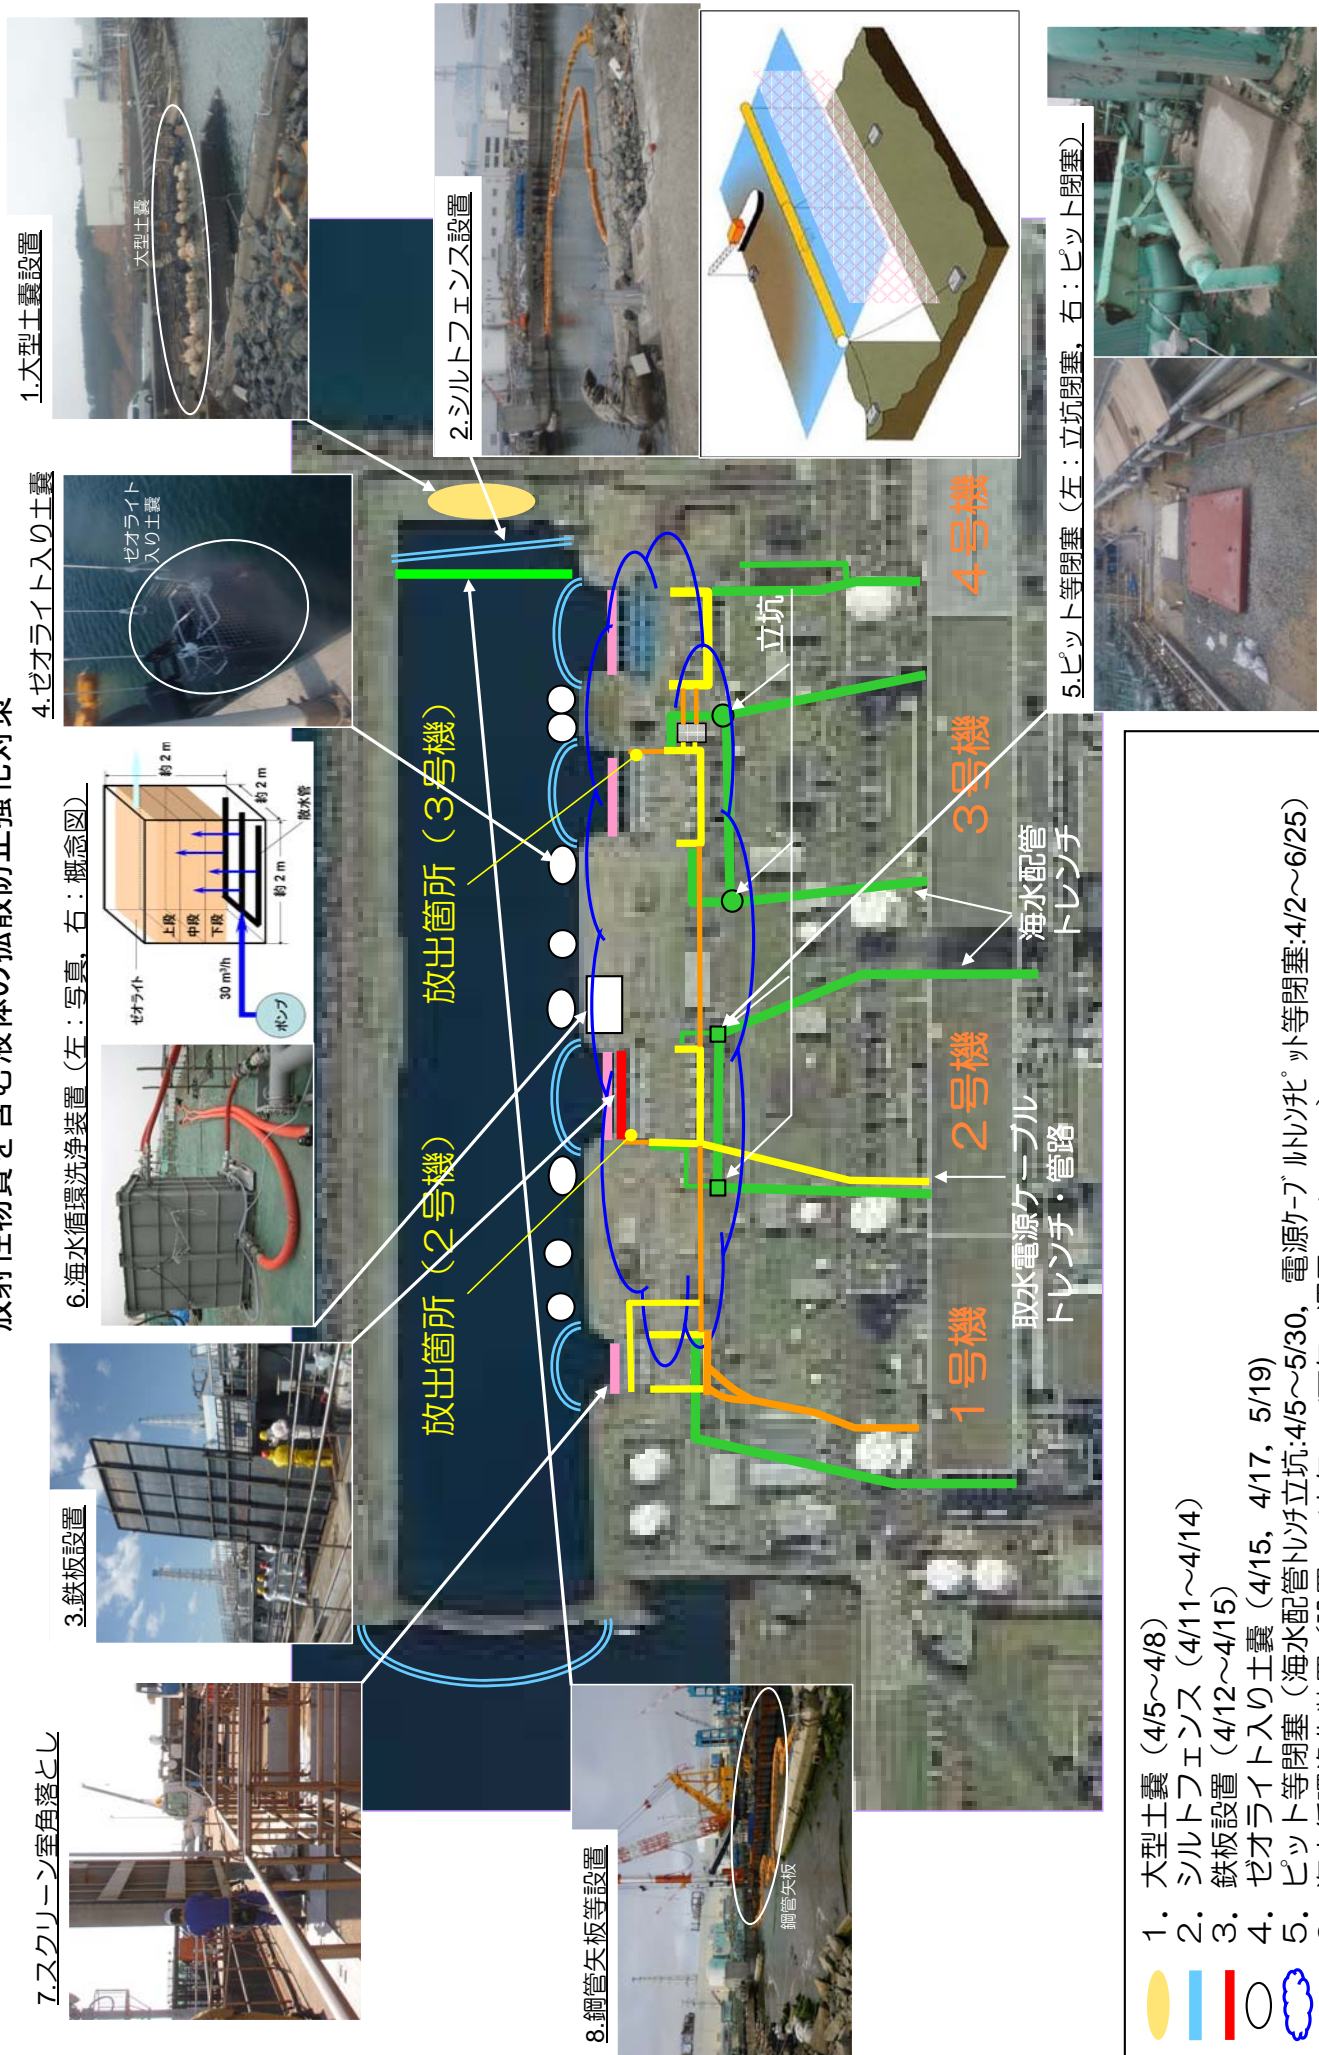 1.大型土嚢設置
大型土嚢
4.ゼオライト入り土嚢
ゼオライト
入り土嚢
6.海水循環洗浄装置（左：写真，右：概念図）
ゼオライト
上段
中段
下段
30 m³/h
ポンプ
約２ｍ
約２ｍ
約２ｍ
散水管
3.鉄板設置
7.スクリーン室角落とし
2.シルトフェンス設置
放出箇所（３号機）
放出箇所（２号機）
立坑
４号機
３号機
２号機
１号機
海水配管
トレンチ
取水電源ケーブル
トレンチ・管路
5.ピット等閉塞（左：立坑閉塞，右：ピット閉塞）
8.鋼管矢板等設置
鋼管矢板
１．大型土嚢（4/5～4/8）
２．シルトフェンス（4/11～4/14）
３．鉄板設置（4/12～4/15）
４．ゼオライト入り土嚢（4/15，4/17，5/19）
５．ピット等閉塞（海水配管ﾄﾚﾝﾁ立坑:4/5～5/30，電源ｹｰﾌﾞﾙﾄﾚﾝﾁﾋﾟｯﾄ等閉塞:4/2～6/25）